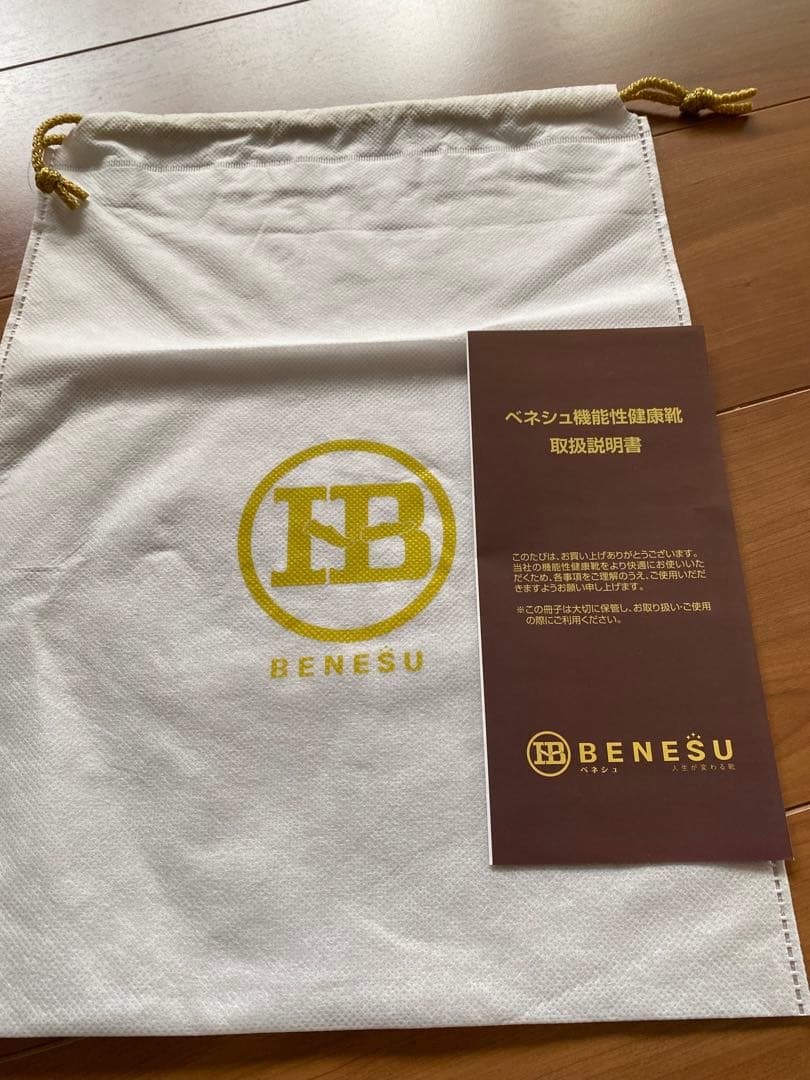 HB
BENESU
ベネシュ機能性健康靴
取扱説明書
このたびは、お買い上げありがとうございます。
当社の機能性健康靴をより快適にお使いいた
だくため、各事項をご理解のうえ、ご使用いただ
きますようお願い申し上げます。
※この冊子は大切に保管し、お取り扱い・ご使用
の際にご利用ください。
HB BENESU
ベネシュ 人生が変わる靴